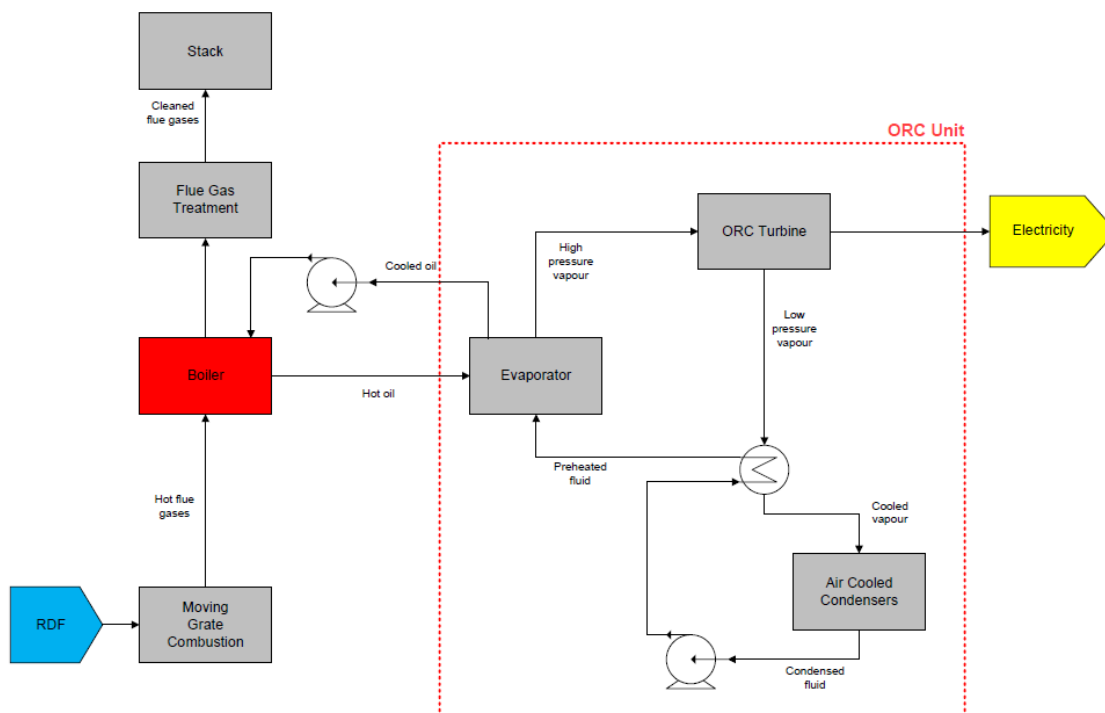 Stack
Cleaned
flue gases
ORC Unit
Flue Gas
Treatment
ORC Turbine
Electricity
High
pressure
vapour
Cooled oil
Low
pressure
vapour
Boiler
Evaporator
Hot oil
Preheated
fluid
Hot flue
gases
Cooled
vapour
Air Cooled
Condensers
RDF
Moving
Grate
Combustion
Condensed
fluid